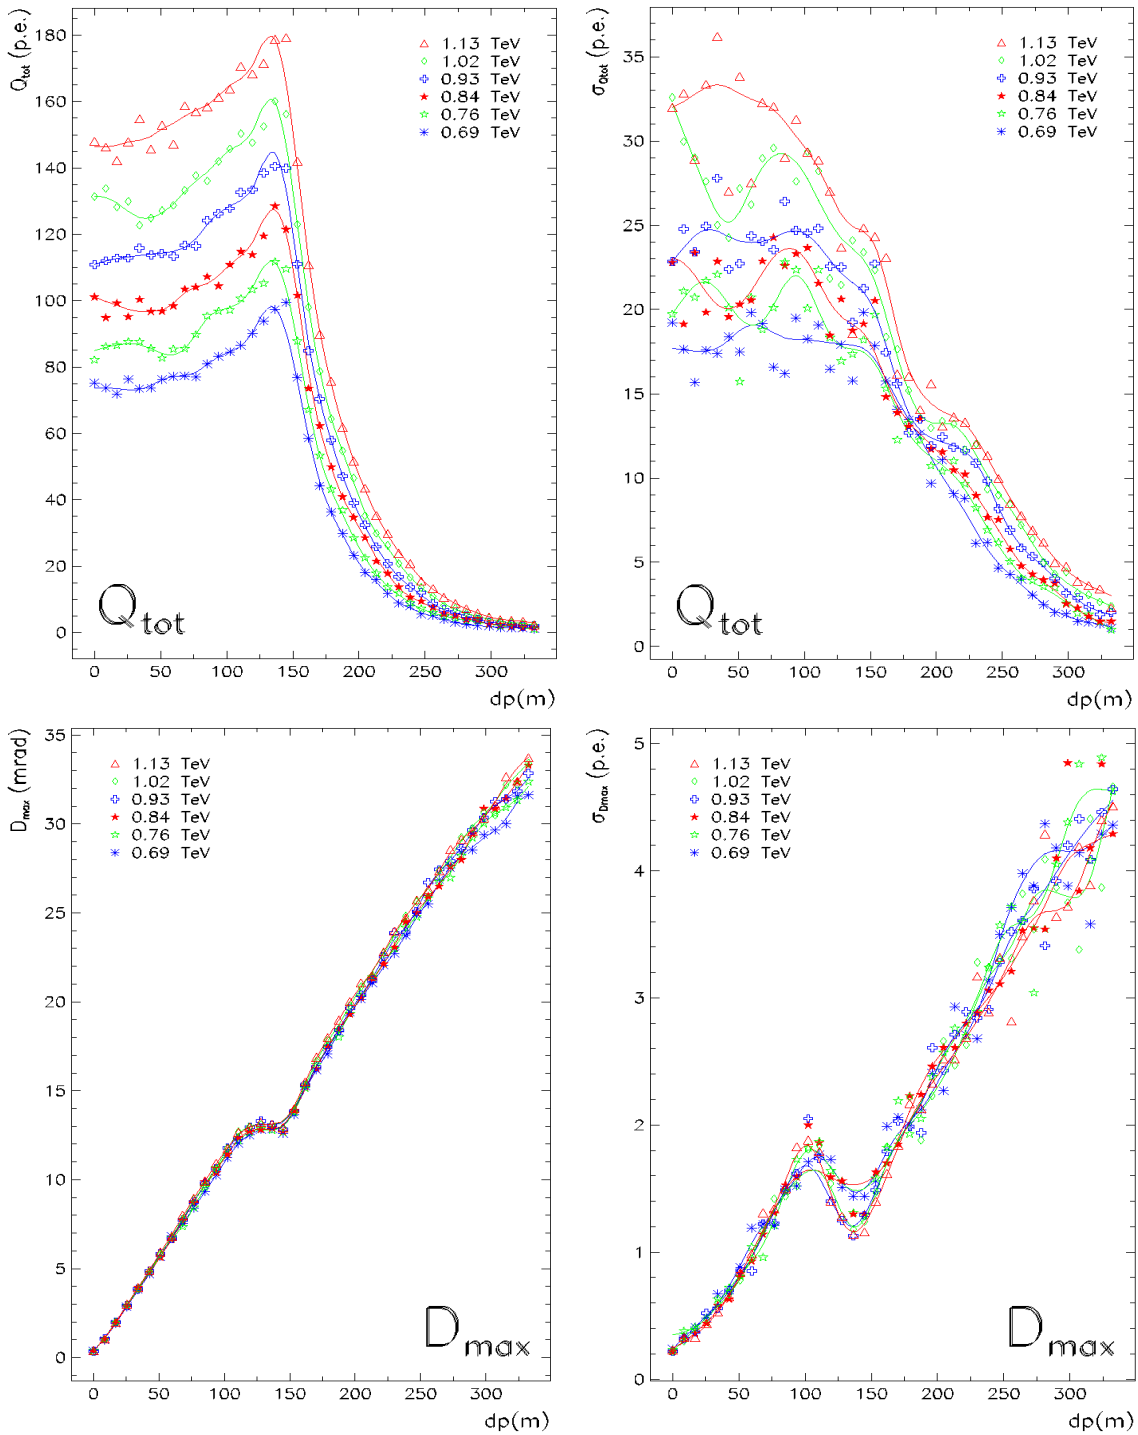 Q_tot (p.e.)
180
160
140
120
100
80
60
40
20
0
△ 1.13 TeV
◇ 1.02 TeV
✚ 0.93 TeV
★ 0.84 TeV
☆ 0.76 TeV
✳ 0.69 TeV
Q_tot
0 50 100 150 200 250 300
dp(m)
σ_Qtot (p.e.)
35
30
25
20
15
10
5
0
△ 1.13 TeV
◇ 1.02 TeV
✚ 0.93 TeV
★ 0.84 TeV
☆ 0.76 TeV
✳ 0.69 TeV
Q_tot
0 50 100 150 200 250 300
dp(m)
D_max (mrad)
35
30
25
20
15
10
5
0
△ 1.13 TeV
◇ 1.02 TeV
✚ 0.93 TeV
★ 0.84 TeV
☆ 0.76 TeV
✳ 0.69 TeV
D_max
0 50 100 150 200 250 300
dp(m)
σ_Dmax (p.e.)
5
4
3
2
1
0
△ 1.13 TeV
◇ 1.02 TeV
✚ 0.93 TeV
★ 0.84 TeV
☆ 0.76 TeV
✳ 0.69 TeV
D_max
0 50 100 150 200 250 300
dp(m)